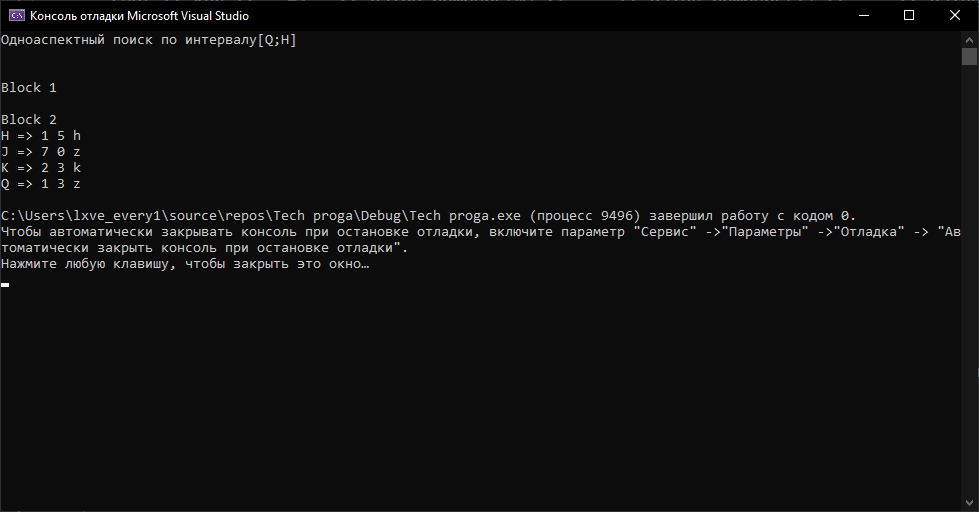 Консоль отладки Microsoft Visual Studio
Одноаспектный поиск по интервалу[Q;H]
Block 1
Block 2
H => 1 5 h
J => 7 0 z
K => 2 3 k
Q => 1 3 z
C:\Users\lxve_every1\source\repos\Tech proga\Debug\Tech proga.exe (процесс 9496) завершил работу с кодом 0.
Чтобы автоматически закрывать консоль при остановке отладки, включите параметр "Сервис" ->"Параметры" ->"Отладка" -> "Ав
томатически закрыть консоль при остановке отладки".
Нажмите любую клавишу, чтобы закрыть это окно…